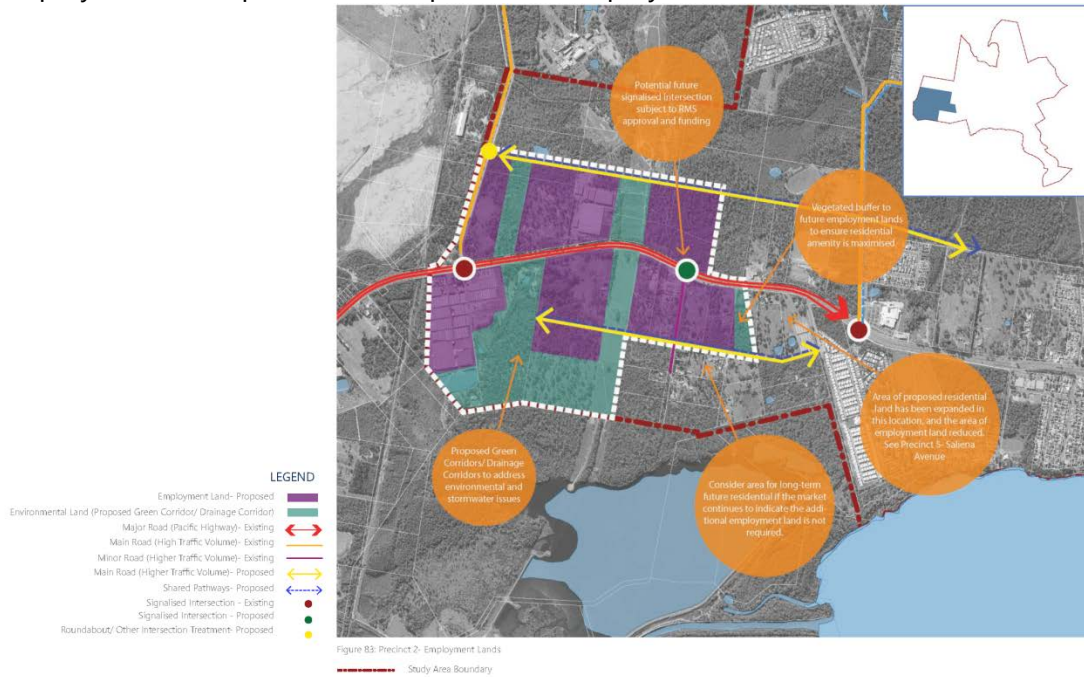 Potential future
signalised intersection
subject to RMS
approval and funding
Vegetated buffer to
future employment lands
to ensure residential
amenity is maximised
Area of proposed residential
land has been expanded in
this location, and the area of
employment land reduced.
See Precinct 5- Saliena
Avenue
Proposed Green
Corridors/ Drainage
Corridors to address
environmental and
stormwater issues
Consider area for long-term
future residential if the market
continues to indicate the add-
itional employment land is not
required.
LEGEND
Employment Land- Proposed
Environmental Land (Proposed Green Corridor/ Drainage Corridor)
Major Road (Pacific Highway)- Existing
Main Road (High Traffic Volume)- Existing
Minor Road (Higher Traffic Volume)- Existing
Main Road (Higher Traffic Volume)- Proposed
Shared Pathways- Proposed
Signalised Intersection - Existing
Signalised Intersection - Proposed
Roundabout/ Other Intersection Treatment- Proposed
Figure B3: Precinct 2- Employment Lands
Study Area Boundary